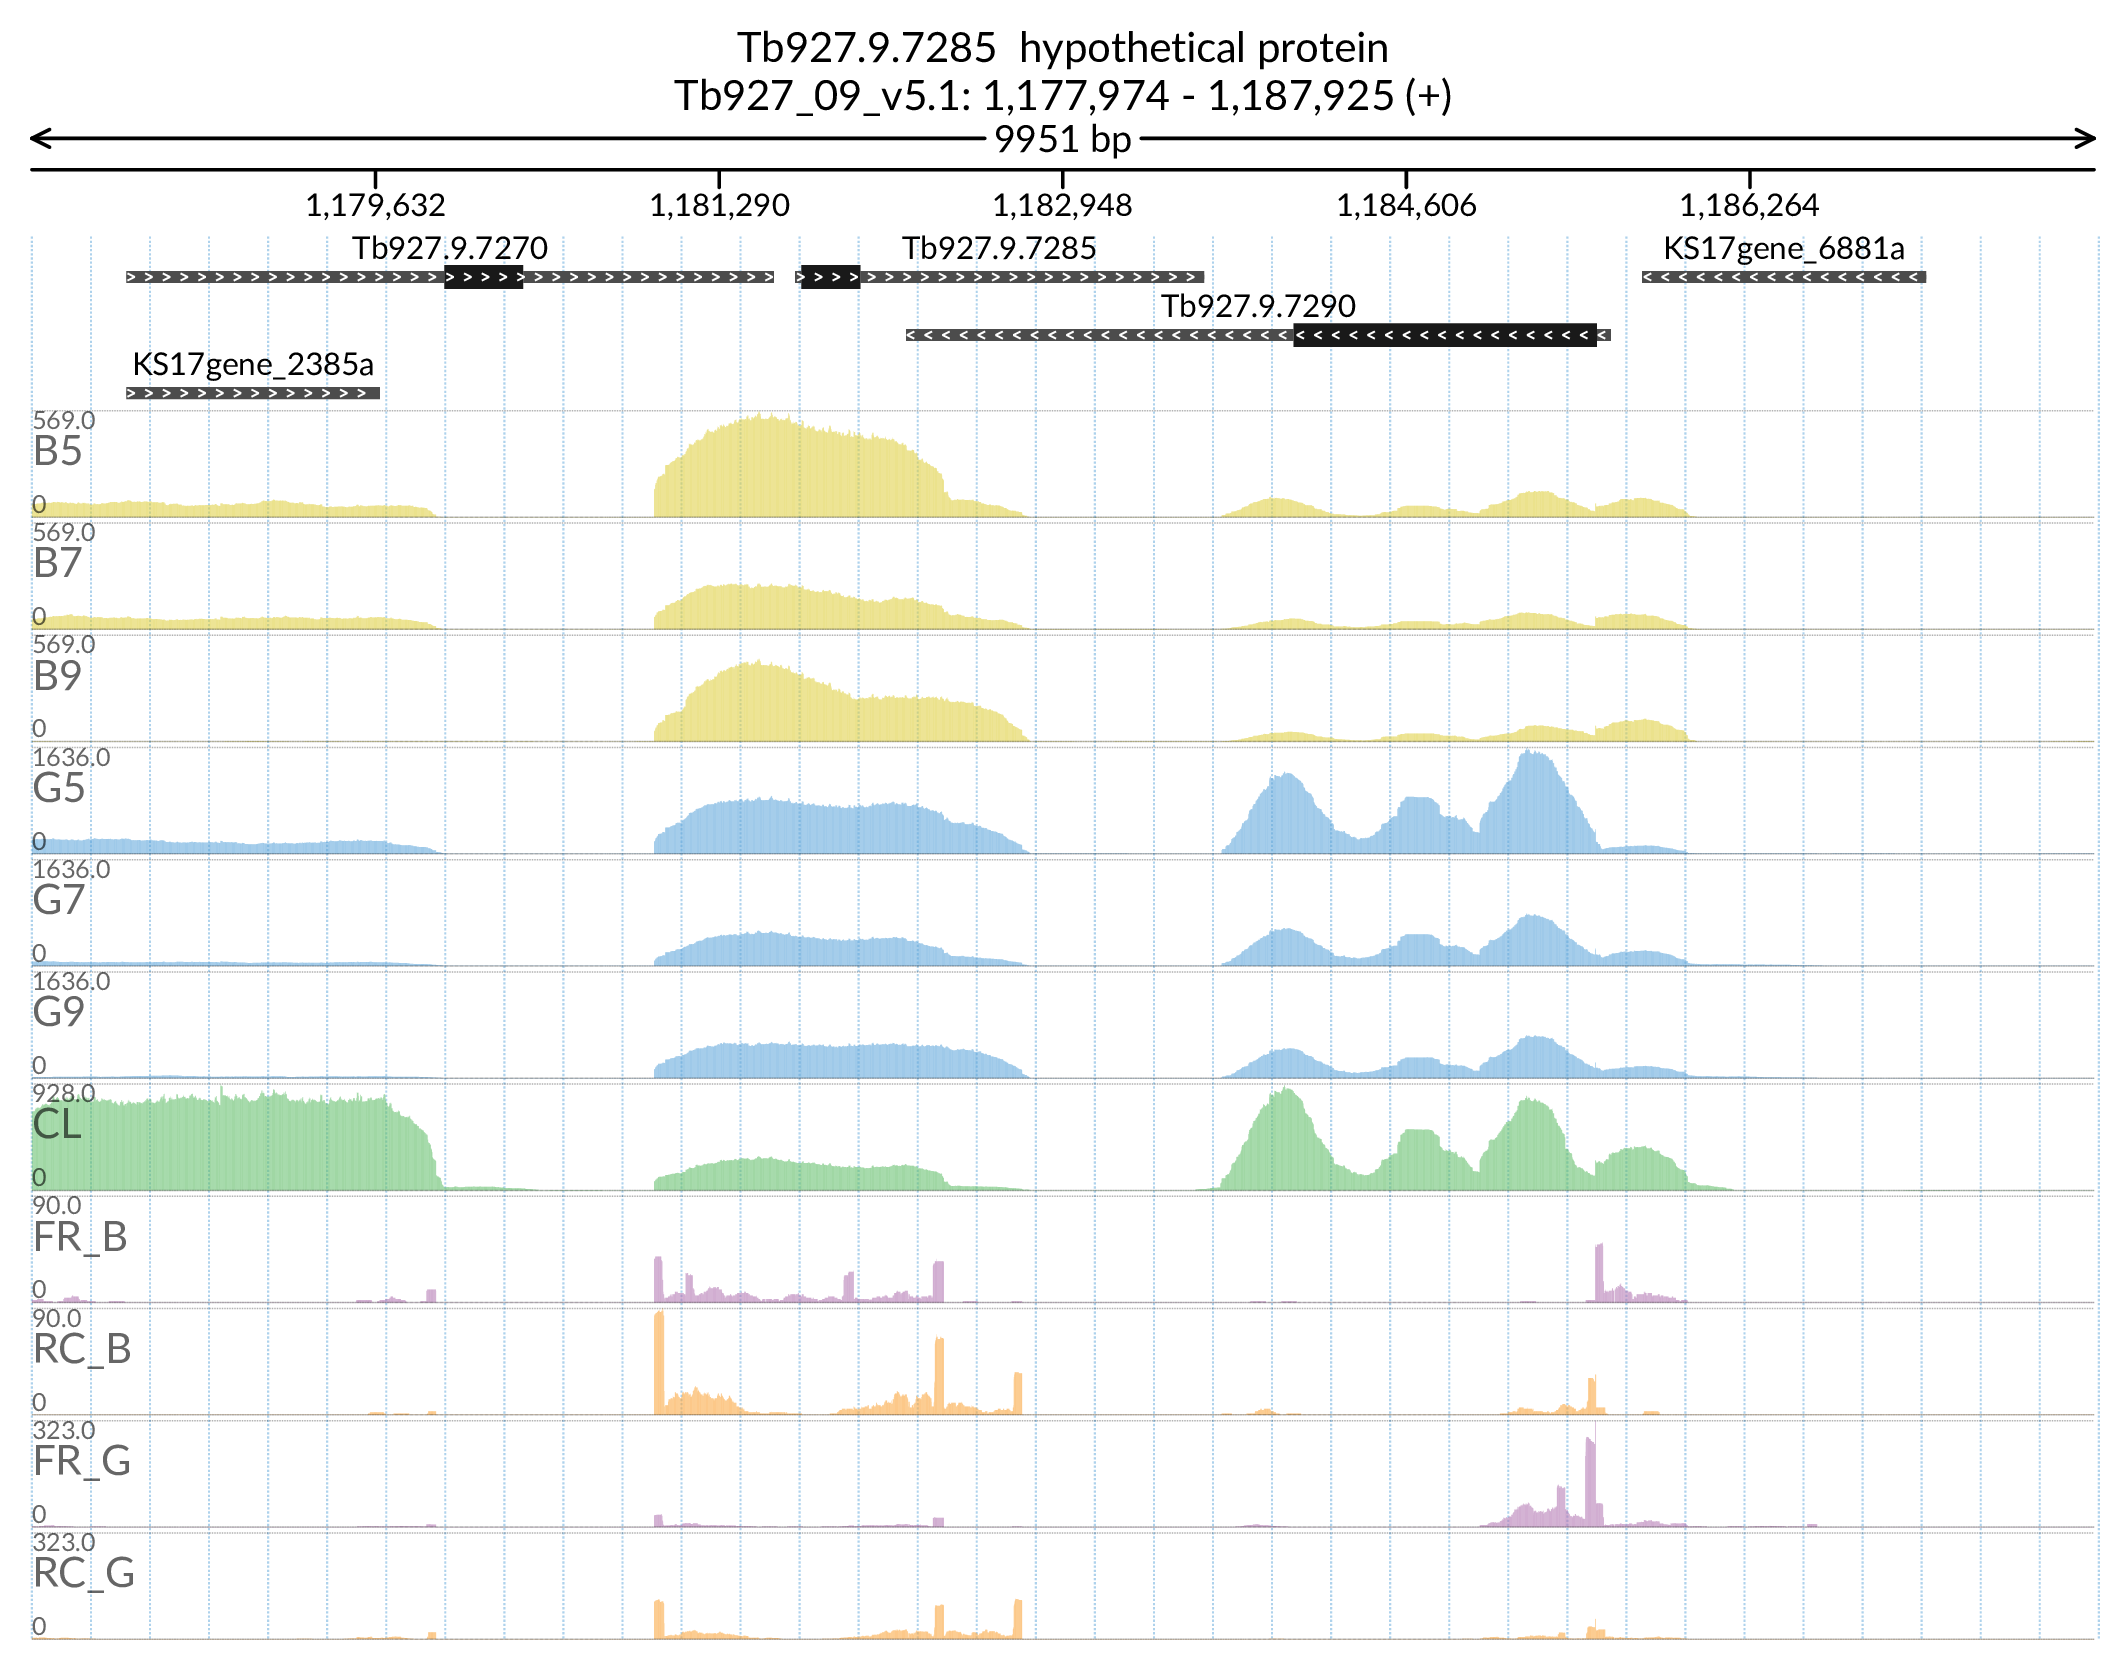 Tb927.9.7285  hypothetical protein
Tb927_09_v5.1: 1,177,974 - 1,187,925 (+)
9951 bp
1,179,632 1,181,290 1,182,948 1,184,606 1,186,264
Tb927.9.7270 Tb927.9.7285 KS17gene_6881a
Tb927.9.7290
KS17gene_2385a
569.0
B5
0
569.0
B7
0
569.0
B9
0
1636.0
G5
0
1636.0
G7
0
1636.0
G9
0
928.0
CL
0
90.0
FR_B
0
90.0
RC_B
0
323.0
FR_G
0
323.0
RC_G
0